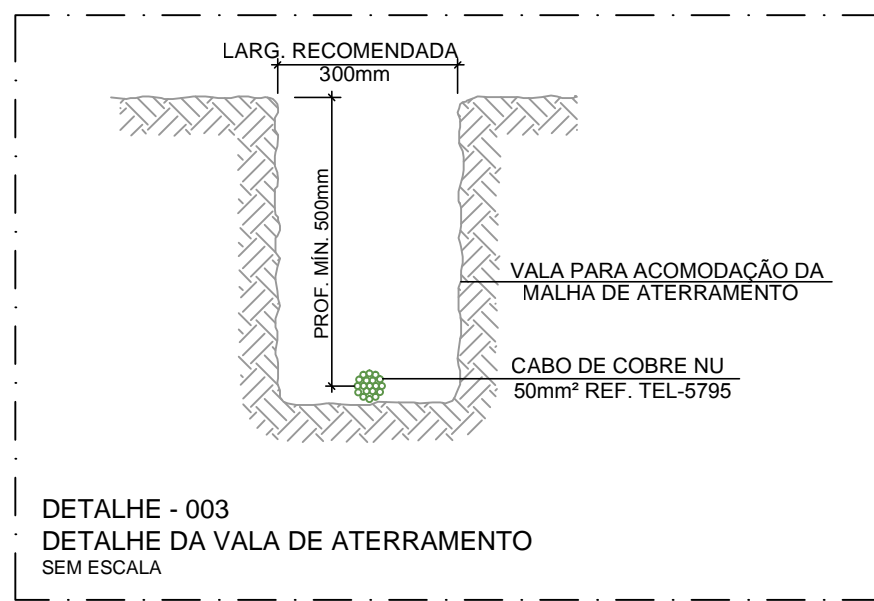 LARG. RECOMENDADA
300mm
PROF. MÍN. 500mm
VALA PARA ACOMODAÇÃO DA
MALHA DE ATERRAMENTO
CABO DE COBRE NU
50mm² REF. TEL-5795
DETALHE - 003
DETALHE DA VALA DE ATERRAMENTO
SEM ESCALA